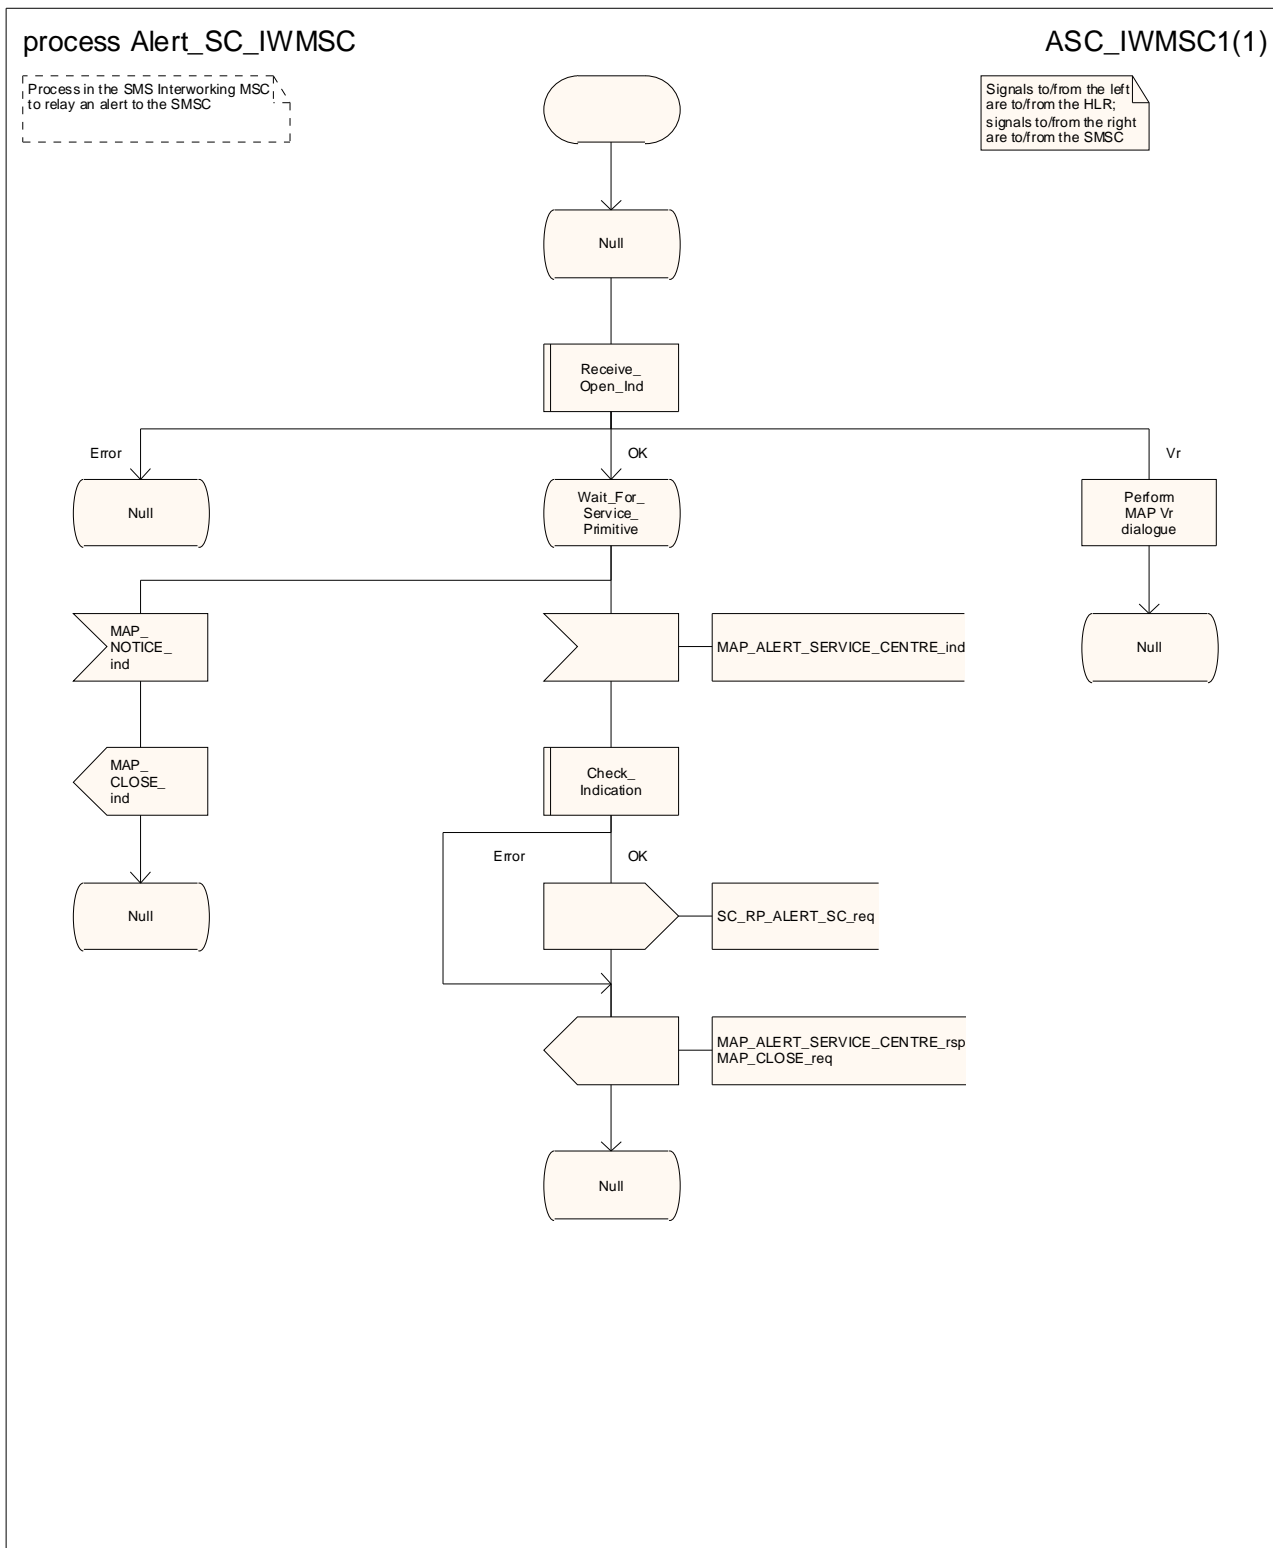 process Alert_SC_IWMSC
ASC_IWMSC1(1)
Process in the SMS Interworking MSC
to relay an alert to the SMSC
Signals to/from the left
are to/from the HLR;
signals to/from the right
are to/from the SMSC
Null
Receive_
Open_Ind
Error
OK
Vr
Null
Wait_For_
Service_
Primitive
Perform
MAP Vr
dialogue
MAP_
NOTICE_
ind
MAP_ALERT_SERVICE_CENTRE_ind
Null
MAP_
CLOSE_
ind
Check_
Indication
Error
OK
Null
SC_RP_ALERT_SC_req
MAP_ALERT_SERVICE_CENTRE_rsp
MAP_CLOSE_req
Null